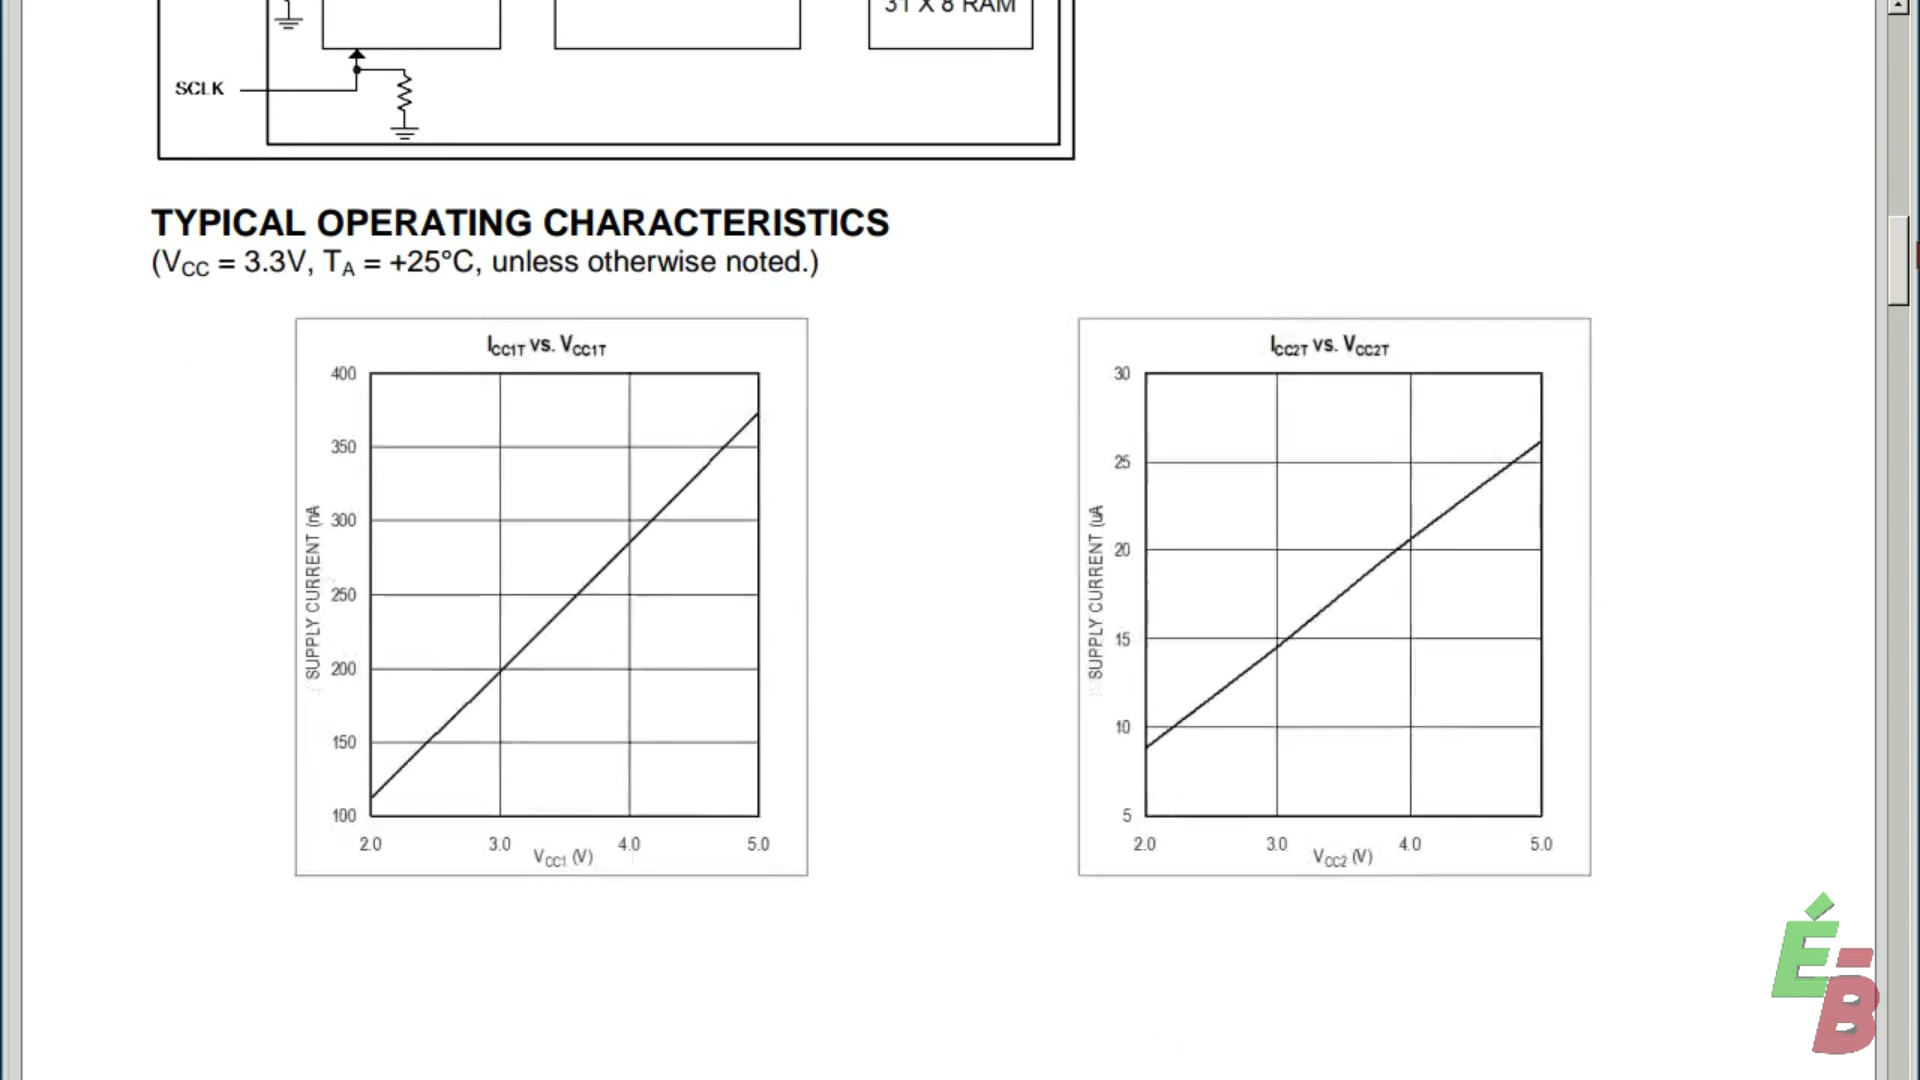 31 X 8 RAM
SCLK
TYPICAL OPERATING CHARACTERISTICS
(VCC = 3.3V, TA = +25°C, unless otherwise noted.)
ICC1T vs. VCC1T
400
350
300
250
200
150
100
SUPPLY CURRENT (nA
2.0 3.0 4.0 5.0
VCC1 (V)
ICC2T vs. VCC2T
30
25
20
15
10
5
SUPPLY CURRENT (uA
2.0 3.0 4.0 5.0
VCC2 (V)
ÉB